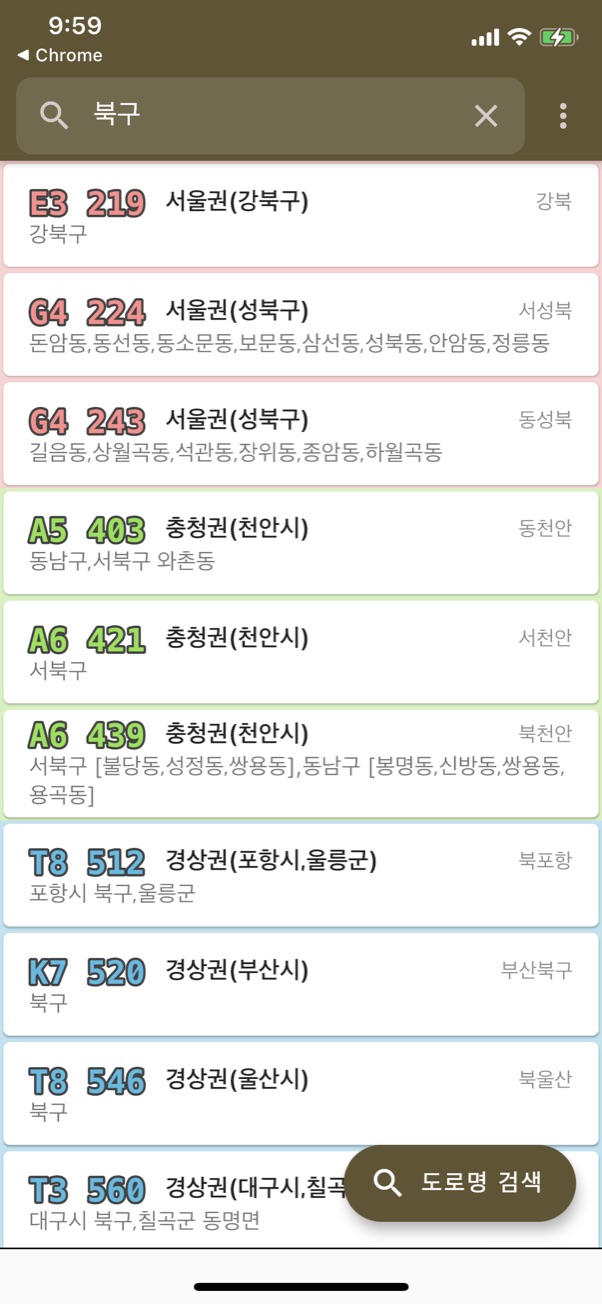 9:59
◀ Chrome
북구
E3 219 서울권(강북구) 강북
강북구
G4 224 서울권(성북구) 서성북
돈암동,동선동,동소문동,보문동,삼선동,성북동,안암동,정릉동
G4 243 서울권(성북구) 동성북
길음동,상월곡동,석관동,장위동,종암동,하월곡동
A5 403 충청권(천안시) 동천안
동남구,서북구 와촌동
A6 421 충청권(천안시) 서천안
서북구
A6 439 충청권(천안시) 북천안
서북구 [불당동,성정동,쌍용동],동남구 [봉명동,신방동,쌍용동,
용곡동]
T8 512 경상권(포항시,울릉군) 북포항
포항시 북구,울릉군
K7 520 경상권(부산시) 부산북구
북구
T8 546 경상권(울산시) 북울산
북구
T3 560 경상권(대구시,칠곡
도로명 검색
대구시 북구,칠곡군 동명면